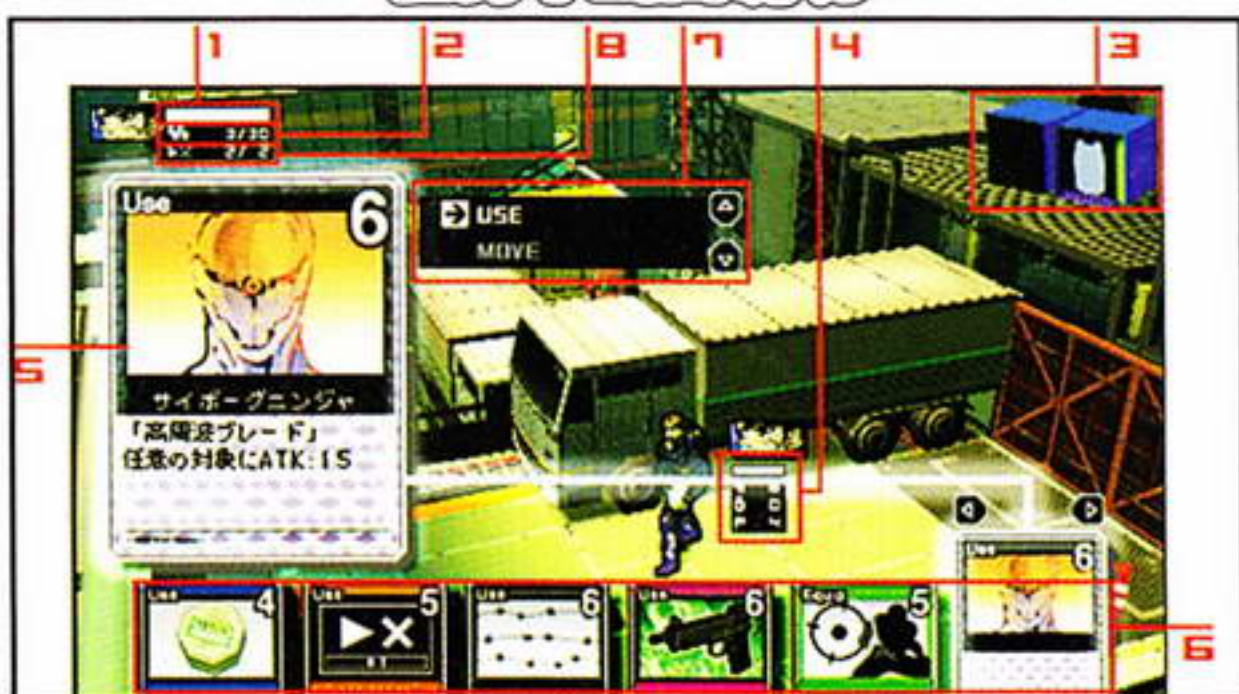 1 2 8 7 4 3
3/30
2/ 2
Use 6
USE
MOVE
5
サイボーグニンジャ
「高周波ブレード」
任意の対象にATK:15
Use 6
Use 4
Use 5
Use 6
Use 6
Equip 5
6